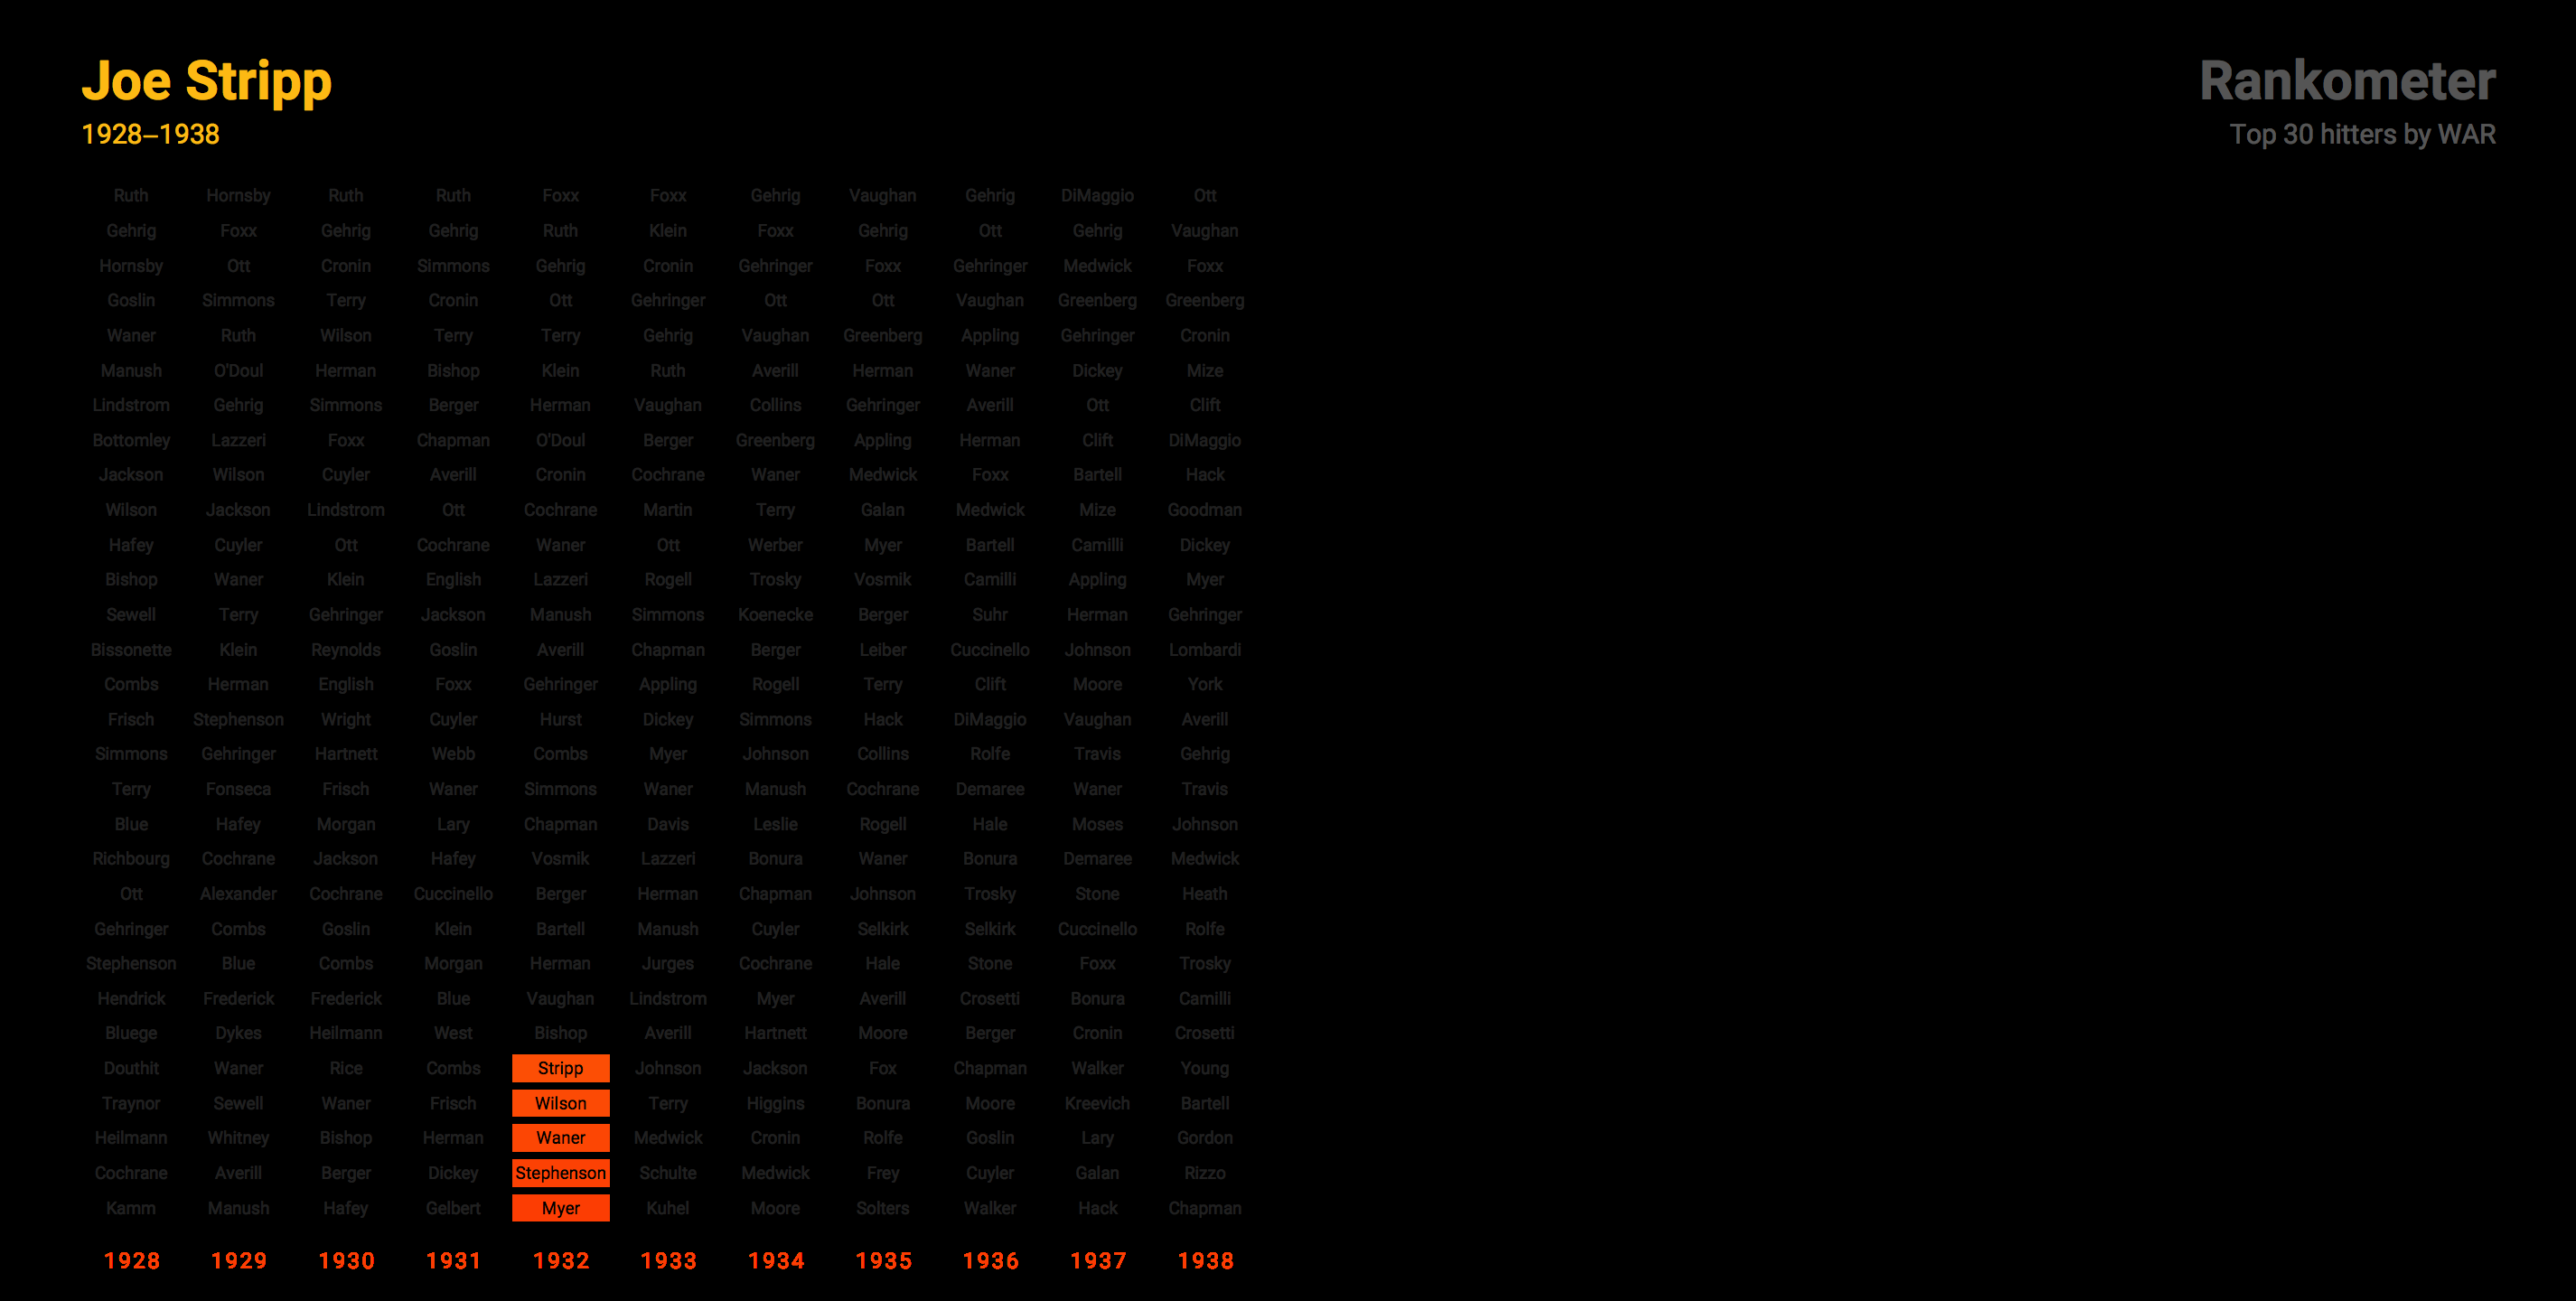 Joe Stripp
1928–1938
Rankometer
Top 30 hitters by WAR
Ruth Hornsby Ruth Ruth Foxx Foxx Gehrig Vaughan Gehrig DiMaggio Ott
Gehrig Foxx Gehrig Gehrig Ruth Klein Foxx Gehrig Ott Gehrig Vaughan
Hornsby Ott Cronin Simmons Gehrig Cronin Gehringer Foxx Gehringer Medwick Foxx
Goslin Simmons Terry Cronin Ott Gehringer Ott Ott Vaughan Greenberg Greenberg
Waner Ruth Wilson Terry Terry Gehrig Vaughan Greenberg Appling Gehringer Cronin
Manush O'Doul Herman Bishop Klein Ruth Averill Herman Waner Dickey Mize
Lindstrom Gehrig Simmons Berger Herman Vaughan Collins Gehringer Averill Ott Clift
Bottomley Lazzeri Foxx Chapman O'Doul Berger Greenberg Appling Herman Clift DiMaggio
Jackson Wilson Cuyler Averill Cronin Cochrane Waner Medwick Foxx Bartell Hack
Wilson Jackson Lindstrom Ott Cochrane Martin Terry Galan Medwick Mize Goodman
Hafey Cuyler Ott Cochrane Waner Ott Werber Myer Bartell Camilli Dickey
Bishop Waner Klein English Lazzeri Rogell Trosky Vosmik Camilli Appling Myer
Sewell Terry Gehringer Jackson Manush Simmons Koenecke Berger Suhr Herman Gehringer
Bissonette Klein Reynolds Goslin Averill Chapman Berger Leiber Cuccinello Johnson Lombardi
Combs Herman English Foxx Gehringer Appling Rogell Terry Clift Moore York
Frisch Stephenson Wright Cuyler Hurst Dickey Simmons Hack DiMaggio Vaughan Averill
Simmons Gehringer Hartnett Webb Combs Myer Johnson Collins Rolfe Travis Gehrig
Terry Fonseca Frisch Waner Simmons Waner Manush Cochrane Demaree Waner Travis
Blue Hafey Morgan Lary Chapman Davis Leslie Rogell Hale Moses Johnson
Richbourg Cochrane Jackson Hafey Vosmik Lazzeri Bonura Waner Bonura Demaree Medwick
Ott Alexander Cochrane Cuccinello Berger Herman Chapman Johnson Trosky Stone Heath
Gehringer Combs Goslin Klein Bartell Manush Cuyler Selkirk Selkirk Cuccinello Rolfe
Stephenson Blue Combs Morgan Herman Jurges Cochrane Hale Stone Foxx Trosky
Hendrick Frederick Frederick Blue Vaughan Lindstrom Myer Averill Crosetti Bonura Camilli
Bluege Dykes Heilmann West Bishop Averill Hartnett Moore Berger Cronin Crosetti
Douthit Waner Rice Combs Stripp Johnson Jackson Fox Chapman Walker Young
Traynor Sewell Waner Frisch Wilson Terry Higgins Bonura Moore Kreevich Bartell
Heilmann Whitney Bishop Herman Waner Medwick Cronin Rolfe Goslin Lary Gordon
Cochrane Averill Berger Dickey Stephenson Schulte Medwick Frey Cuyler Galan Rizzo
Kamm Manush Hafey Gelbert Myer Kuhel Moore Solters Walker Hack Chapman
1928 1929 1930 1931 1932 1933 1934 1935 1936 1937 1938